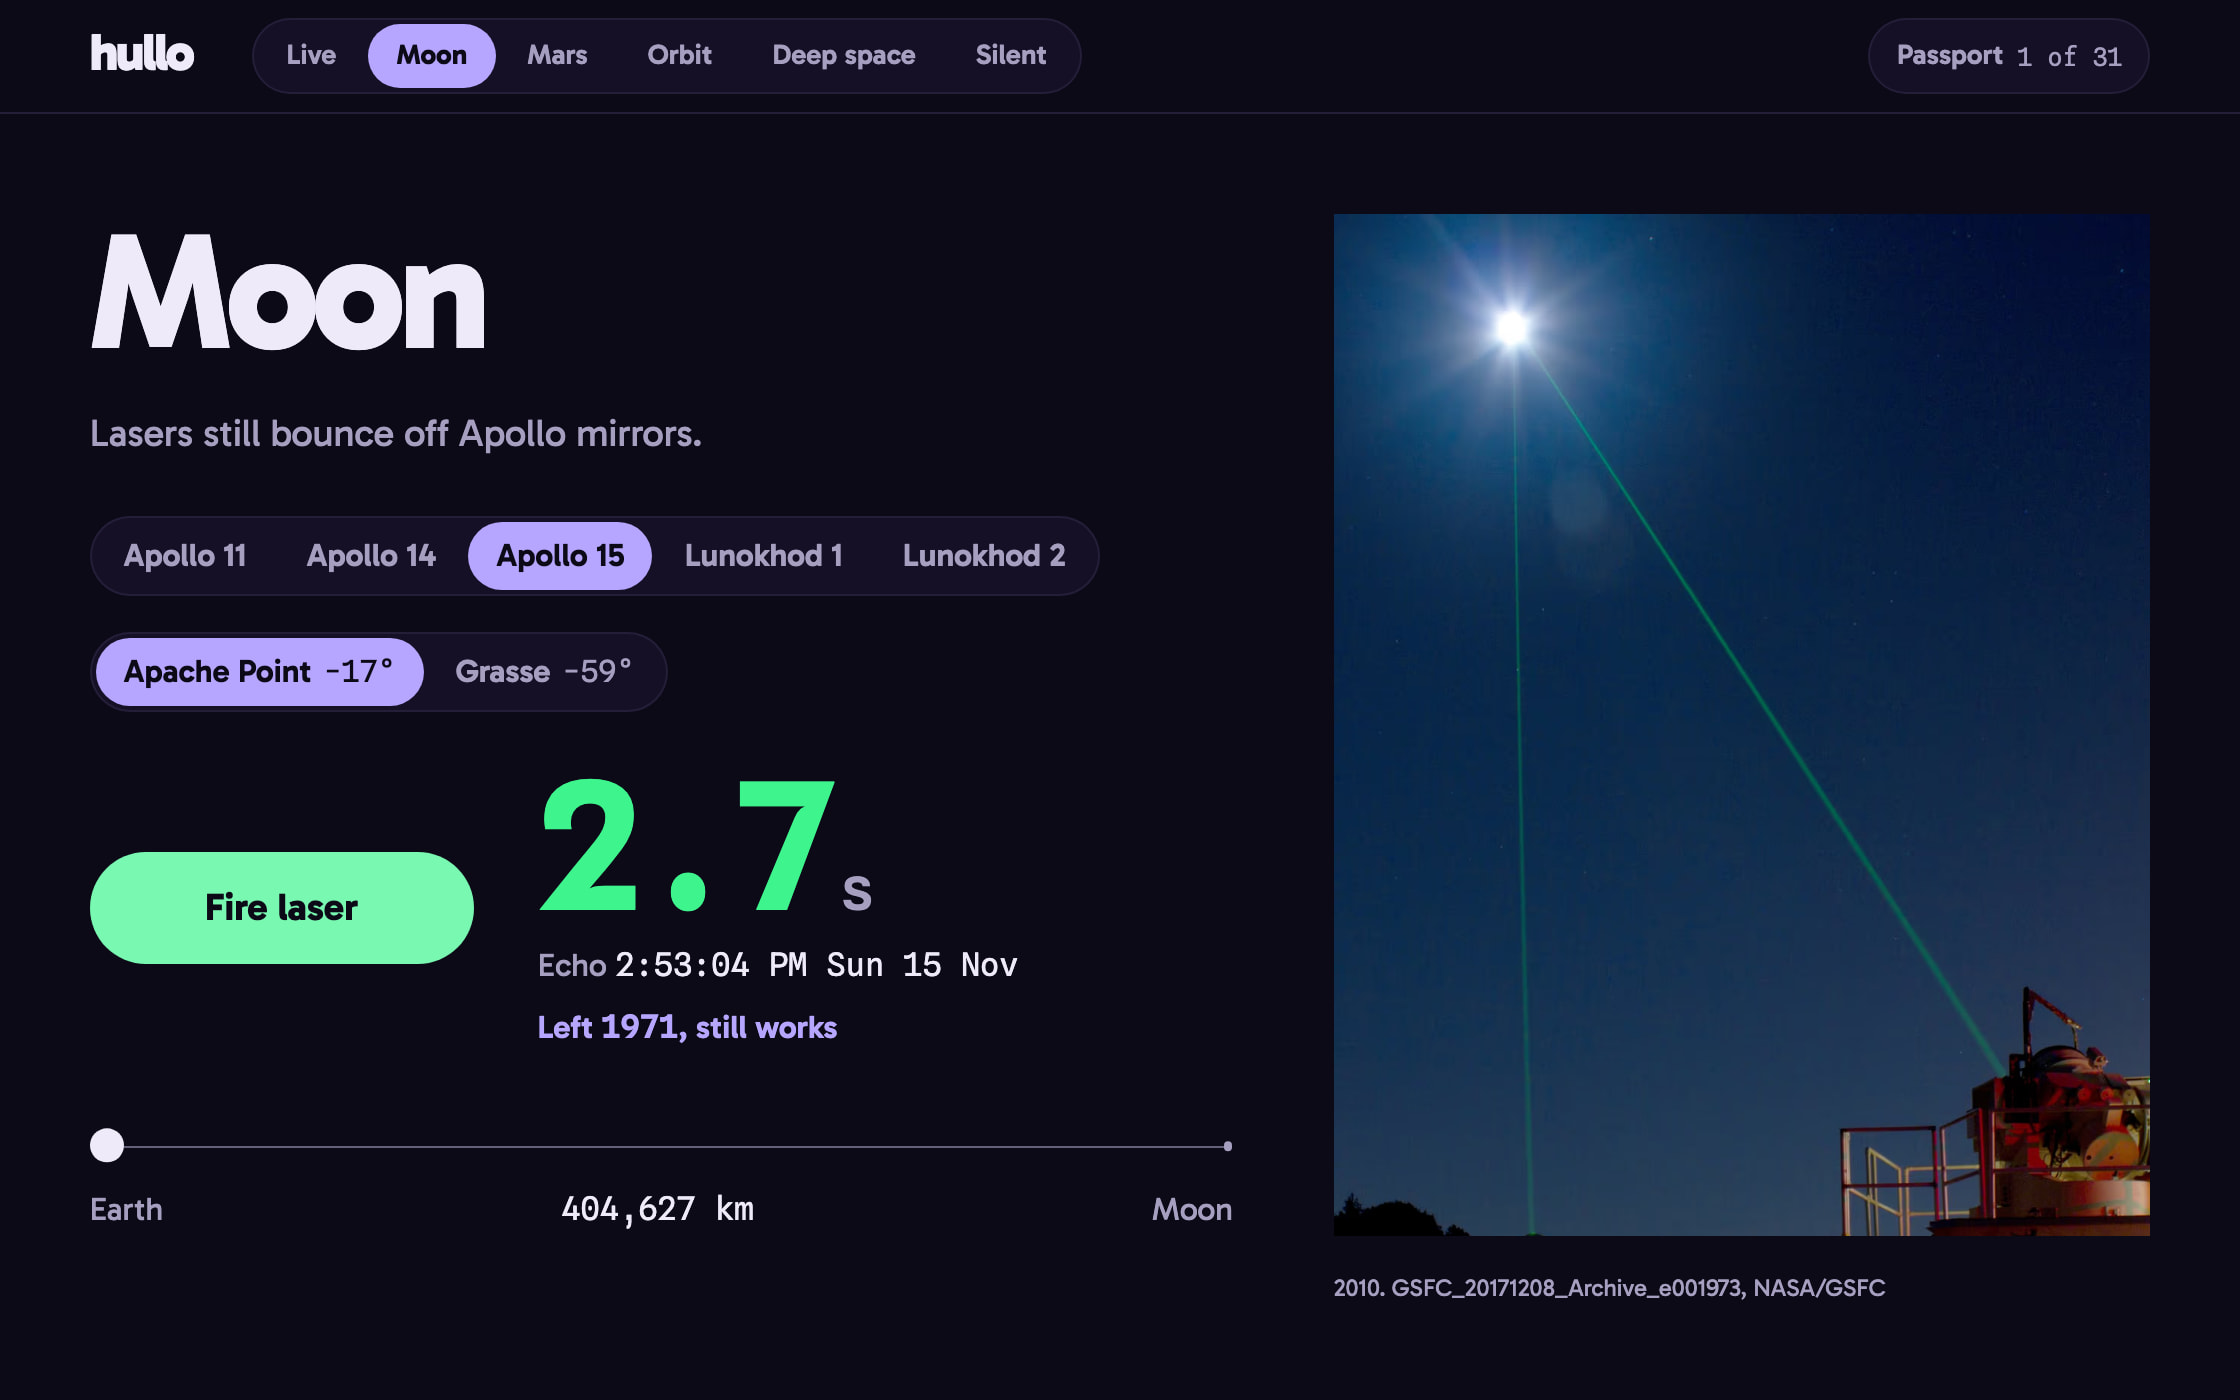 hullo
Live Moon Mars Orbit Deep space Silent
Passport 1 of 31
Moon
Lasers still bounce off Apollo mirrors.
Apollo 11 Apollo 14 Apollo 15 Lunokhod 1 Lunokhod 2
Apache Point -17° Grasse -59°
2.7s
Fire laser
Echo 2:53:04 PM Sun 15 Nov
Left 1971, still works
Earth 404,627 km Moon
2010. GSFC_20171208_Archive_e001973, NASA/GSFC